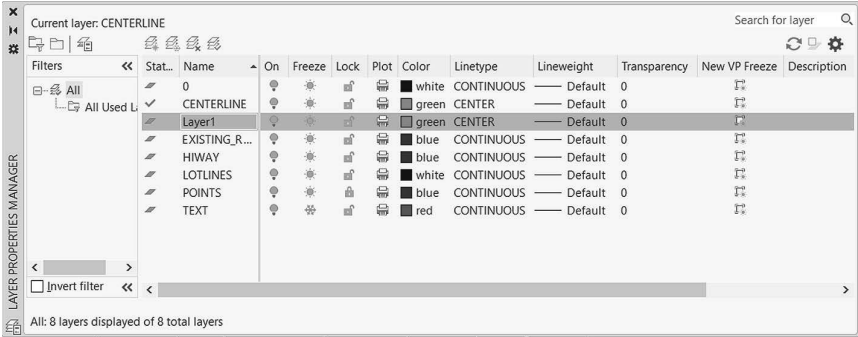 Current layer: CENTERLINE
Search for layer
Filters
Stat... Name On Freeze Lock Plot Color Linetype Lineweight Transparency New VP Freeze Description
All
All Used L
0 white CONTINUOUS Default 0
CENTERLINE green CENTER Default 0
Layer1 green CENTER Default 0
EXISTING_R... blue CONTINUOUS Default 0
HIWAY blue CONTINUOUS Default 0
LOTLINES white CONTINUOUS Default 0
POINTS blue CONTINUOUS Default 0
TEXT red CONTINUOUS Default 0
Invert filter
All: 8 layers displayed of 8 total layers
LAYER PROPERTIES MANAGER